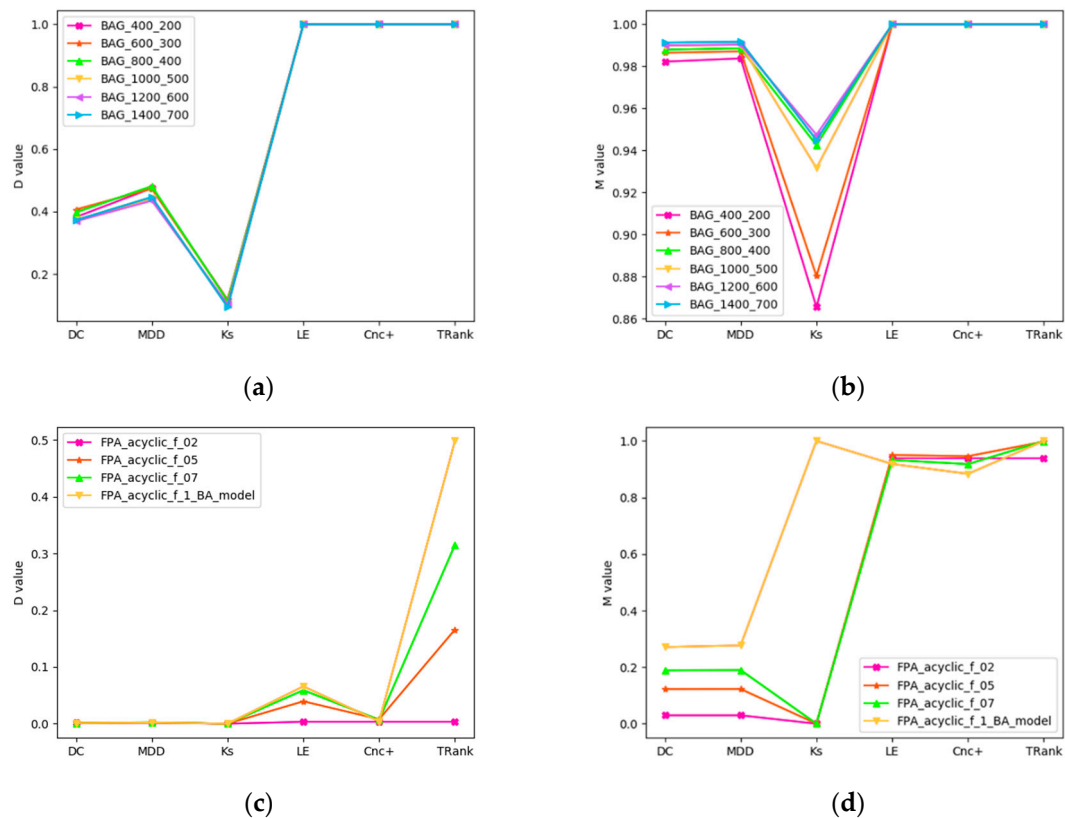 1.0
0.8
0.6
0.4
0.2
D value
BAG_400_200
BAG_600_300
BAG_800_400
BAG_1000_500
BAG_1200_600
BAG_1400_700
DC MDD Ks LE Cnc+ TRank
(a)
1.00
0.98
0.96
0.94
0.92
0.90
0.88
0.86
M value
BAG_400_200
BAG_600_300
BAG_800_400
BAG_1000_500
BAG_1200_600
BAG_1400_700
DC MDD Ks LE Cnc+ TRank
(b)
0.5
0.4
0.3
0.2
0.1
0.0
D value
FPA_acyclic_f_02
FPA_acyclic_f_05
FPA_acyclic_f_07
FPA_acyclic_f_1_BA_model
DC MDD Ks LE Cnc+ TRank
(c)
1.0
0.8
0.6
0.4
0.2
0.0
M value
FPA_acyclic_f_02
FPA_acyclic_f_05
FPA_acyclic_f_07
FPA_acyclic_f_1_BA_model
DC MDD Ks LE Cnc+ TRank
(d)